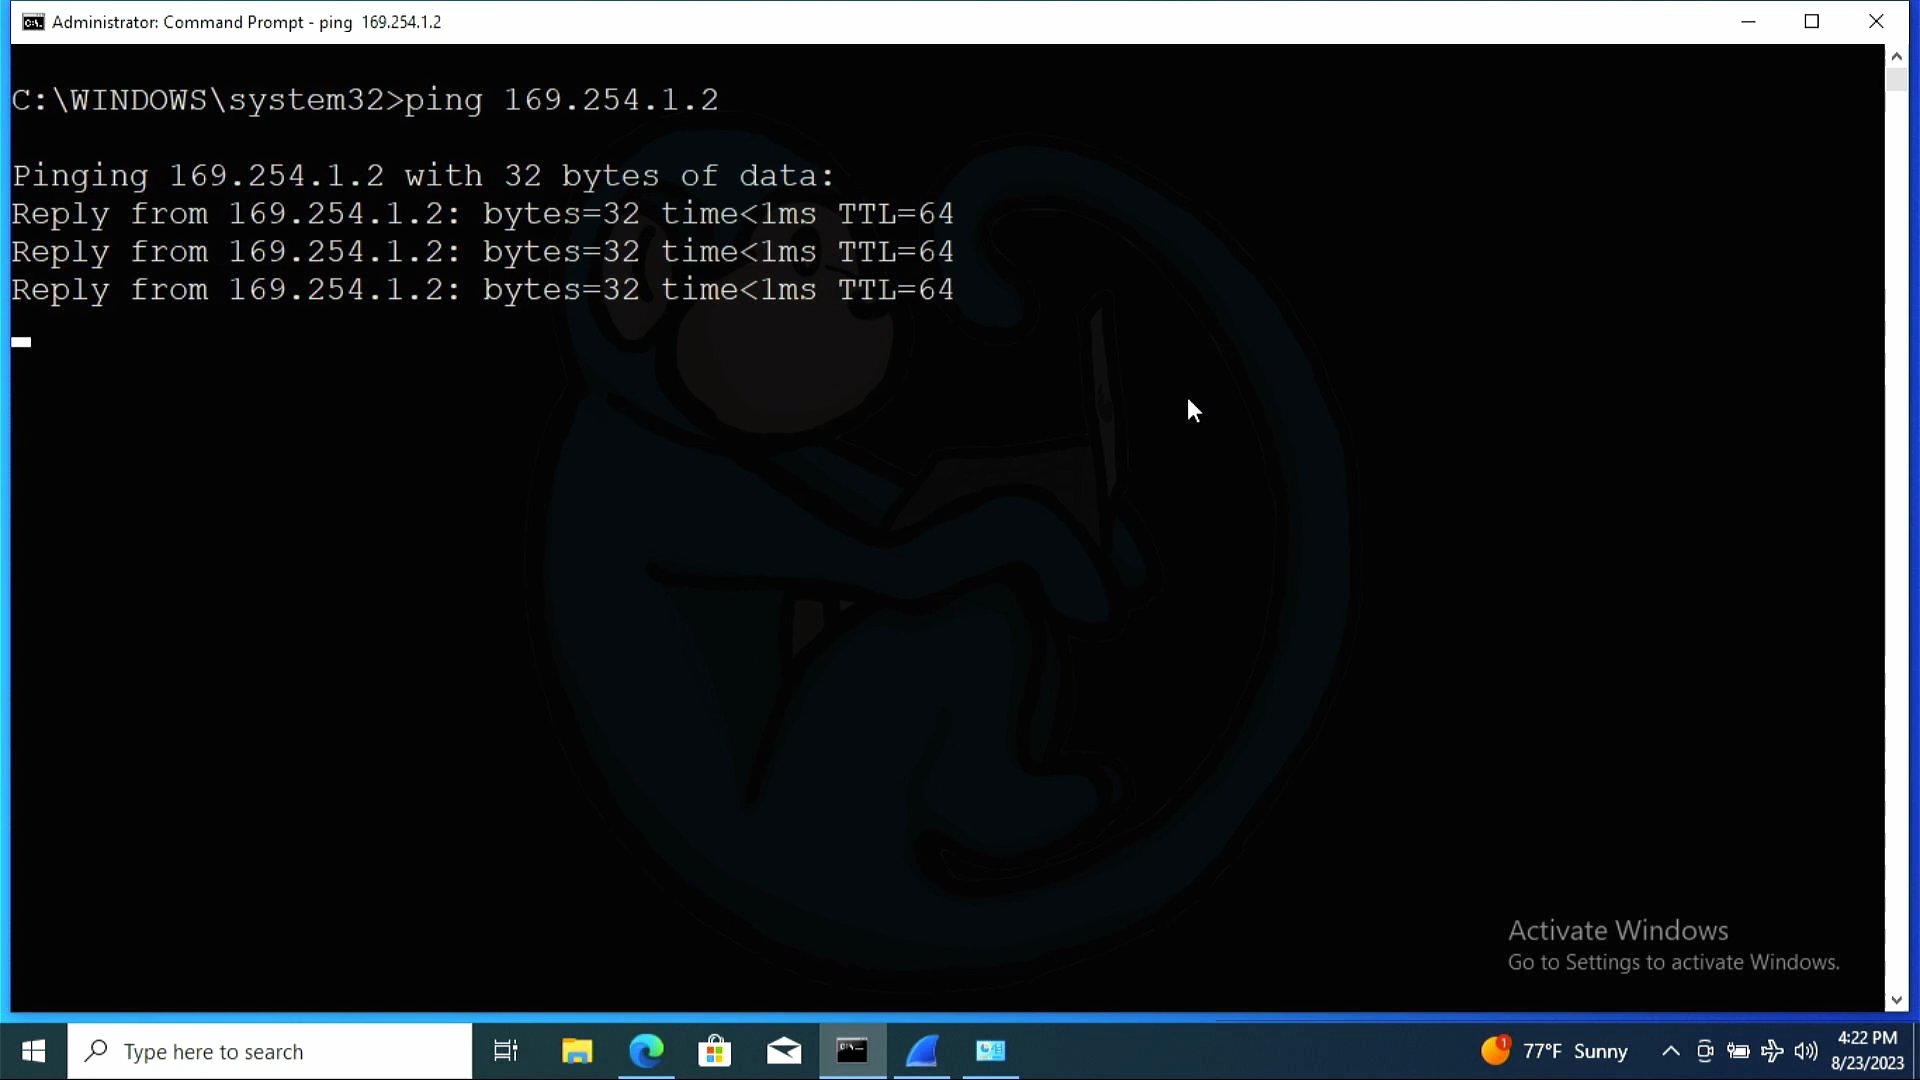 Administrator: Command Prompt - ping  169.254.1.2
C:\WINDOWS\system32>ping 169.254.1.2
Pinging 169.254.1.2 with 32 bytes of data:
Reply from 169.254.1.2: bytes=32 time<1ms TTL=64
Reply from 169.254.1.2: bytes=32 time<1ms TTL=64
Reply from 169.254.1.2: bytes=32 time<1ms TTL=64
Activate Windows
Go to Settings to activate Windows.
Type here to search
1
77°F Sunny
4:22 PM
8/23/2023